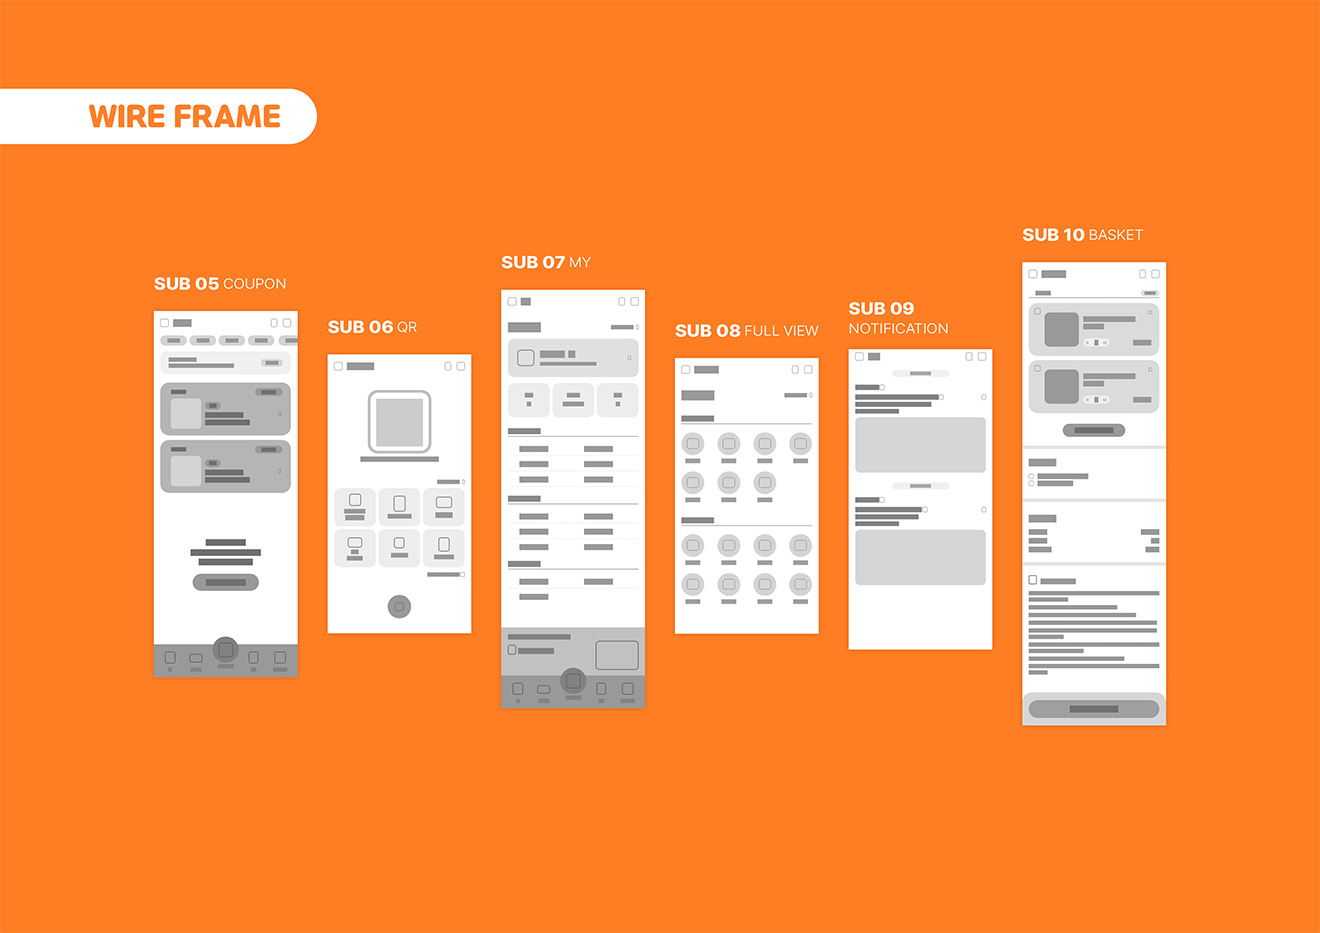 WIRE FRAME
SUB 05 COUPON
SUB 06 QR
SUB 07 MY
SUB 08 FULL VIEW
SUB 09
NOTIFICATION
SUB 10 BASKET